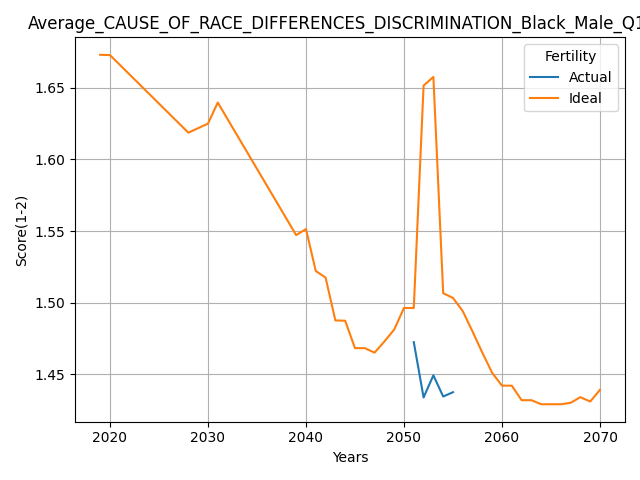 Average_CAUSE_OF_RACE_DIFFERENCES_DISCRIMINATION_Black_Male_Q1
Fertility
Actual
Ideal
Score(1-2)
1.65
1.60
1.55
1.50
1.45
2020 2030 2040 2050 2060 2070
Years